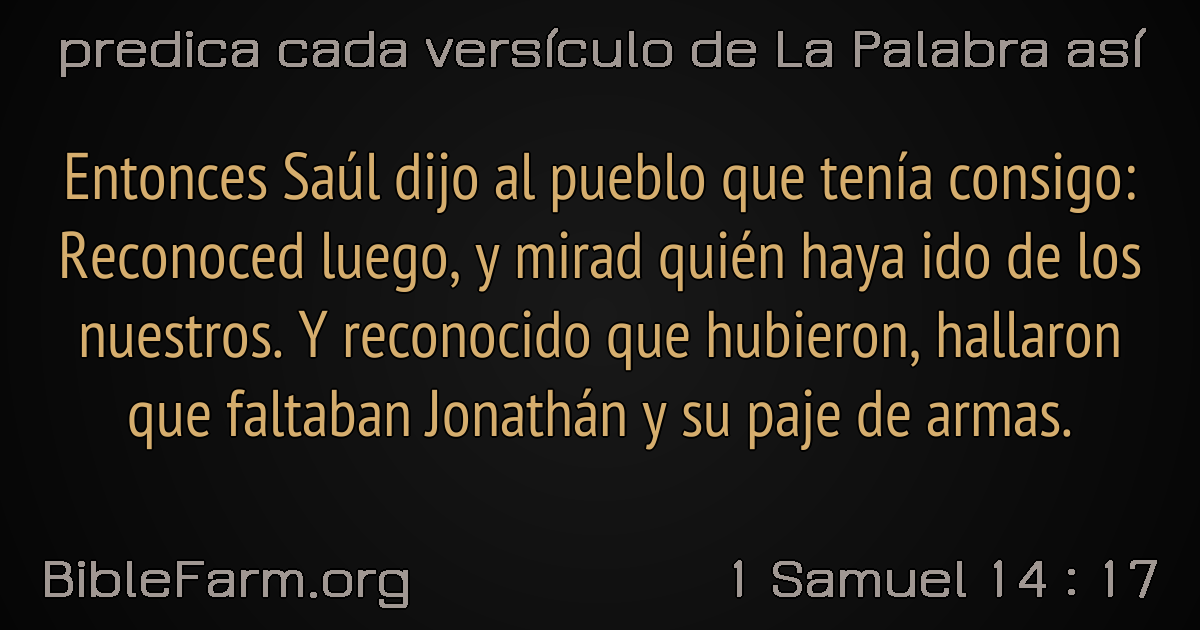 predica cada versículo de La Palabra así
Entonces Saúl dijo al pueblo que tenía consigo:
Reconoced luego, y mirad quién haya ido de los
nuestros. Y reconocido que hubieron, hallaron
que faltaban Jonathán y su paje de armas.
BibleFarm.org
1 Samuel 14 : 17